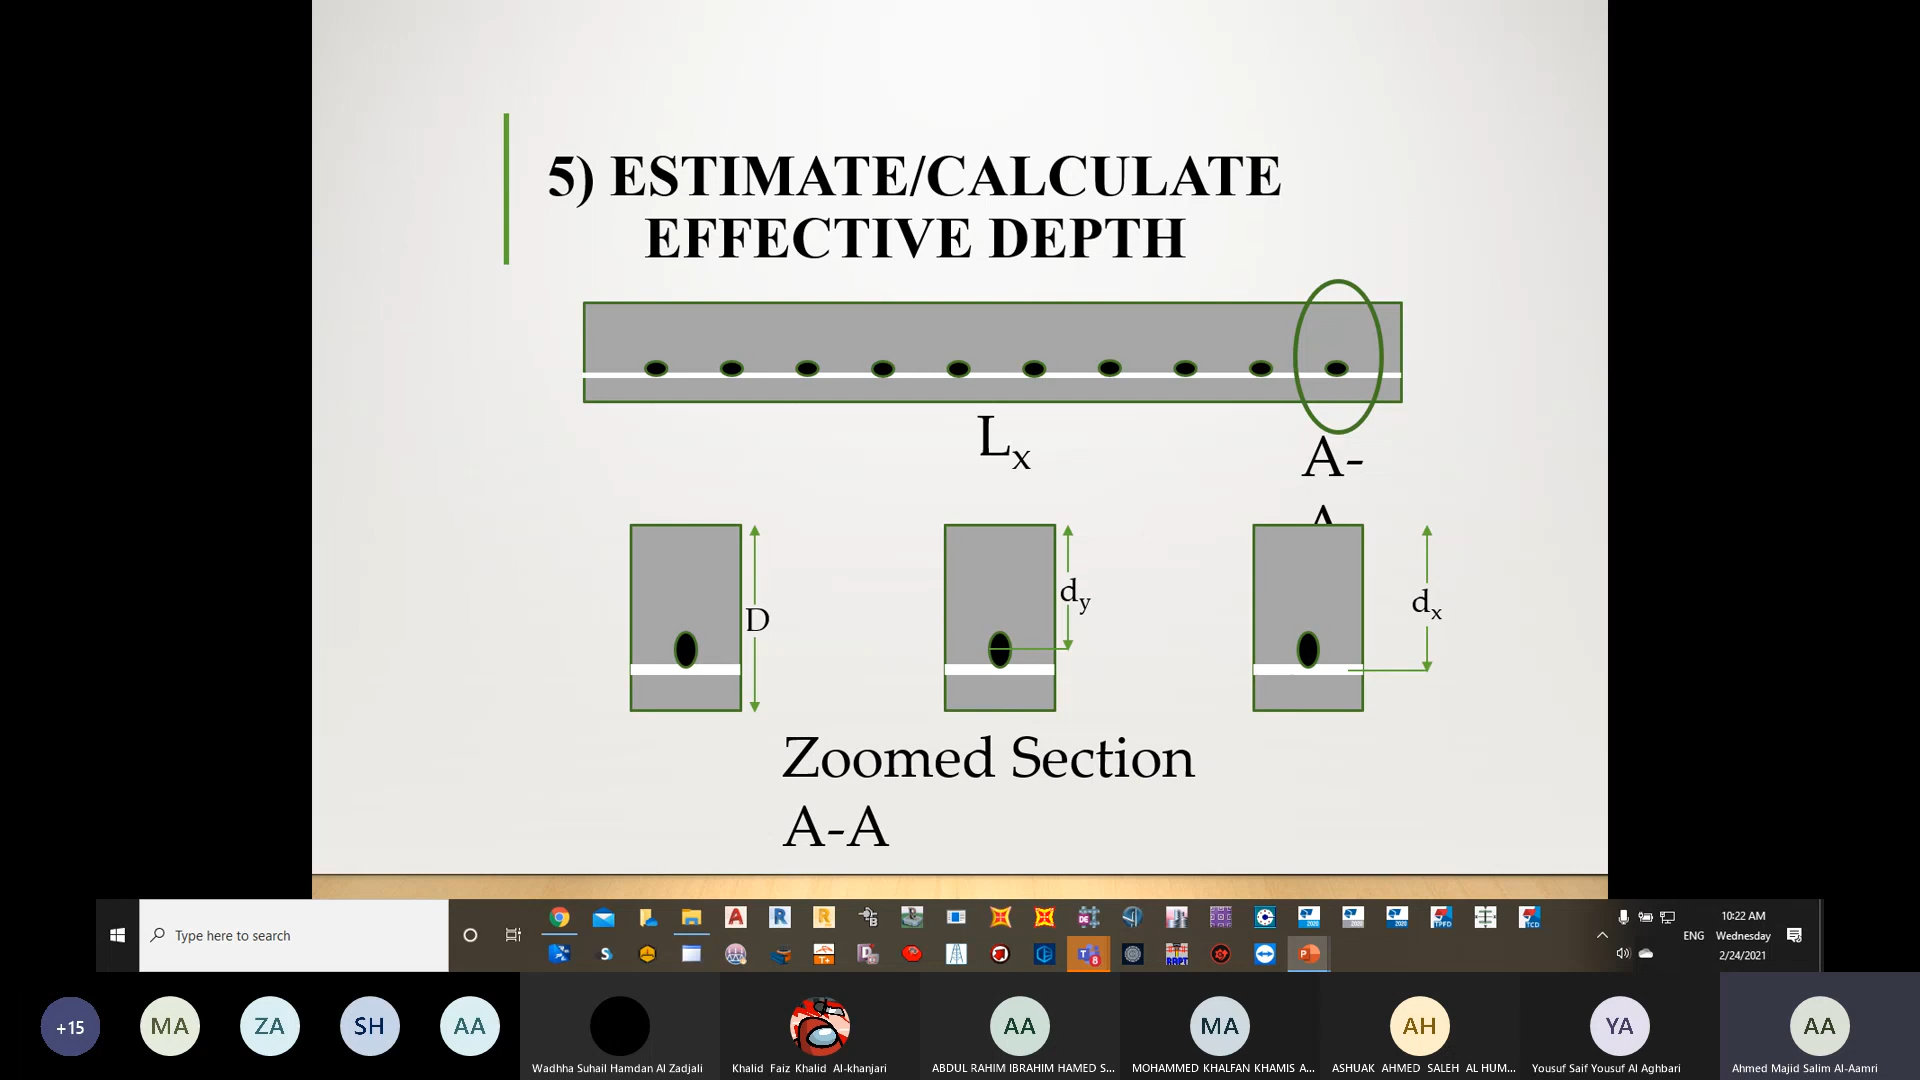 5) ESTIMATE/CALCULATE
EFFECTIVE DEPTH
Lx
A-
A
D
dy
dx
Zoomed Section
A-A
Type here to search
10:22 AM
ENG
Wednesday
2/24/2021
+15
MA
ZA
SH
AA
AA
MA
AH
YA
AA
Wadhha Suhail Hamdan Al Zadjali
Khalid Faiz Khalid Al-khanjari
ABDUL RAHIM IBRAHIM HAMED S...
MOHAMMED KHALFAN KHAMIS A...
ASHUAK AHMED SALEH AL HUM...
Yousuf Saif Yousuf Al Aghbari
Ahmed Majid Salim Al-Aamri